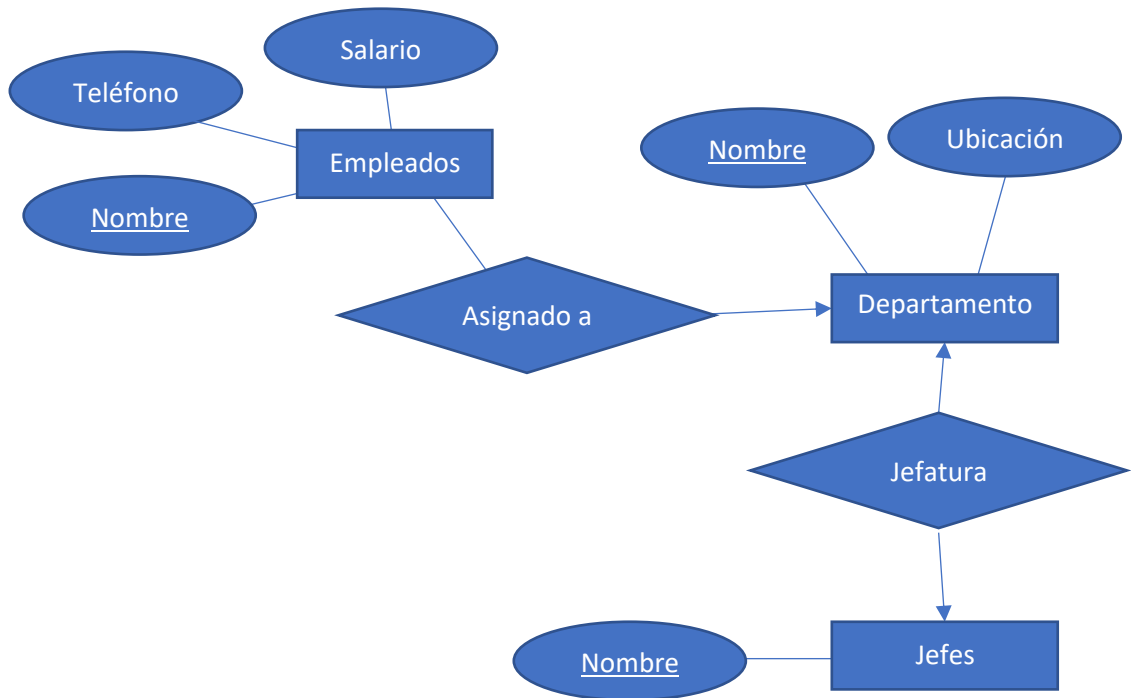 Salario
Teléfono
Empleados
Nombre
Nombre
Ubicación
Asignado a
Departamento
Jefatura
Nombre
Jefes